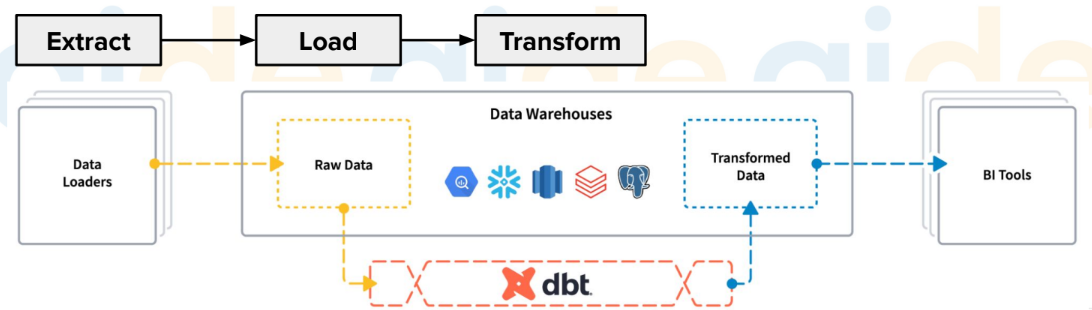 Extract
Load
Transform
Data Warehouses
Data
Loaders
Raw Data
Transformed
Data
BI Tools
dbt